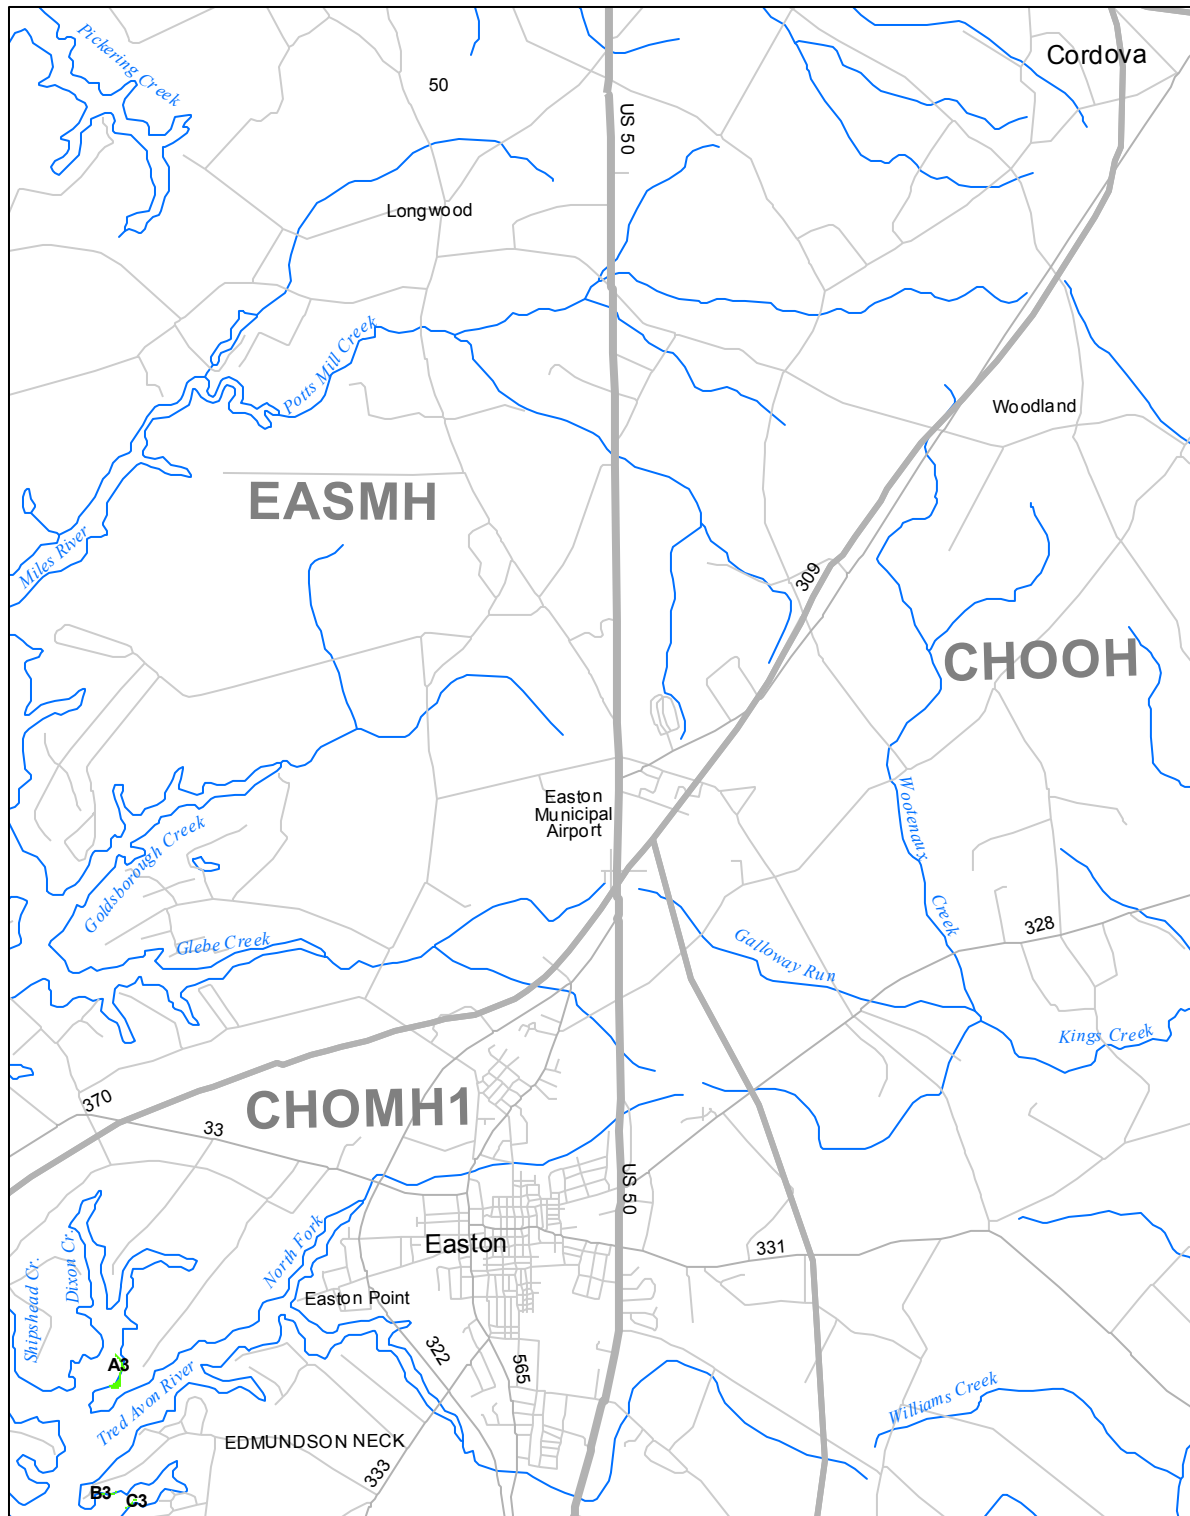 Pickering Creek
Cordova
50
US 50
Longwood
Potts Mill Creek
Woodland
EASMH
Miles River
309
CHOOH
Easton
Municipal
Airport
Wootenaux
Creek
Goldsborough Creek
Glebe Creek
328
Galloway Run
Kings Creek
370
CHOMH1
33
US 50
North Fork
Easton
331
Dixon Cr.
Shipshead Cr.
Easton Point
322
565
A3
Tred Avon River
Williams Creek
EDMUNDSON NECK
333
B3
C3